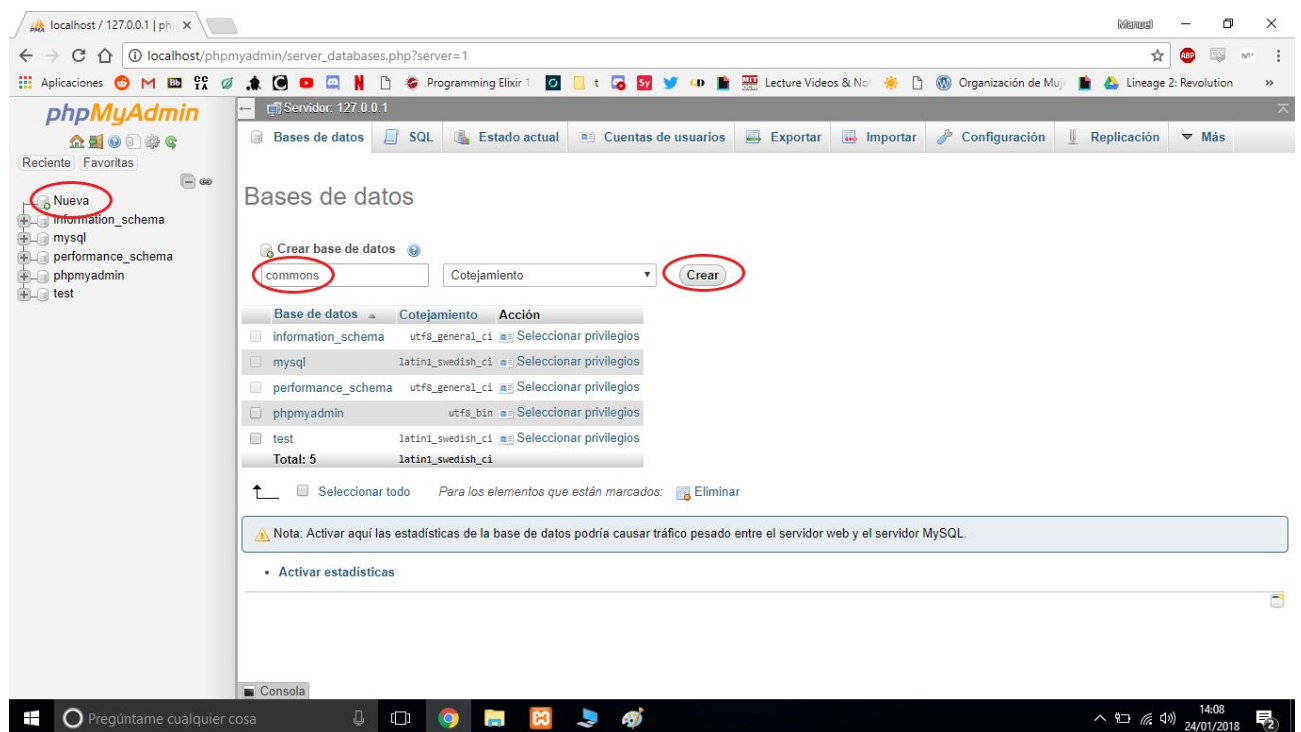 localhost / 127.0.0.1 | ph
Manuel
localhost/phpmyadmin/server_databases.php?server=1
Aplicaciones
Programming Elixir 1.
t
Lecture Videos & No
Organización de Muj
Lineage 2: Revolution
phpMyAdmin
Reciente Favoritas
Nueva
information_schema
mysql
performance_schema
phpmyadmin
test
Servidor: 127.0.0.1
Bases de datos SQL Estado actual Cuentas de usuarios Exportar Importar Configuración Replicación Más
Bases de datos
Crear base de datos
commons Cotejamiento Crear
Base de datos Cotejamiento Acción
information_schema utf8_general_ci Seleccionar privilegios
mysql latin1_swedish_ci Seleccionar privilegios
performance_schema utf8_general_ci Seleccionar privilegios
phpmyadmin utf8_bin Seleccionar privilegios
test latin1_swedish_ci Seleccionar privilegios
Total: 5 latin1_swedish_ci
Seleccionar todo Para los elementos que están marcados: Eliminar
Nota: Activar aquí las estadísticas de la base de datos podría causar tráfico pesado entre el servidor web y el servidor MySQL.
Activar estadísticas
Consola
Pregúntame cualquier cosa
14:08
24/01/2018